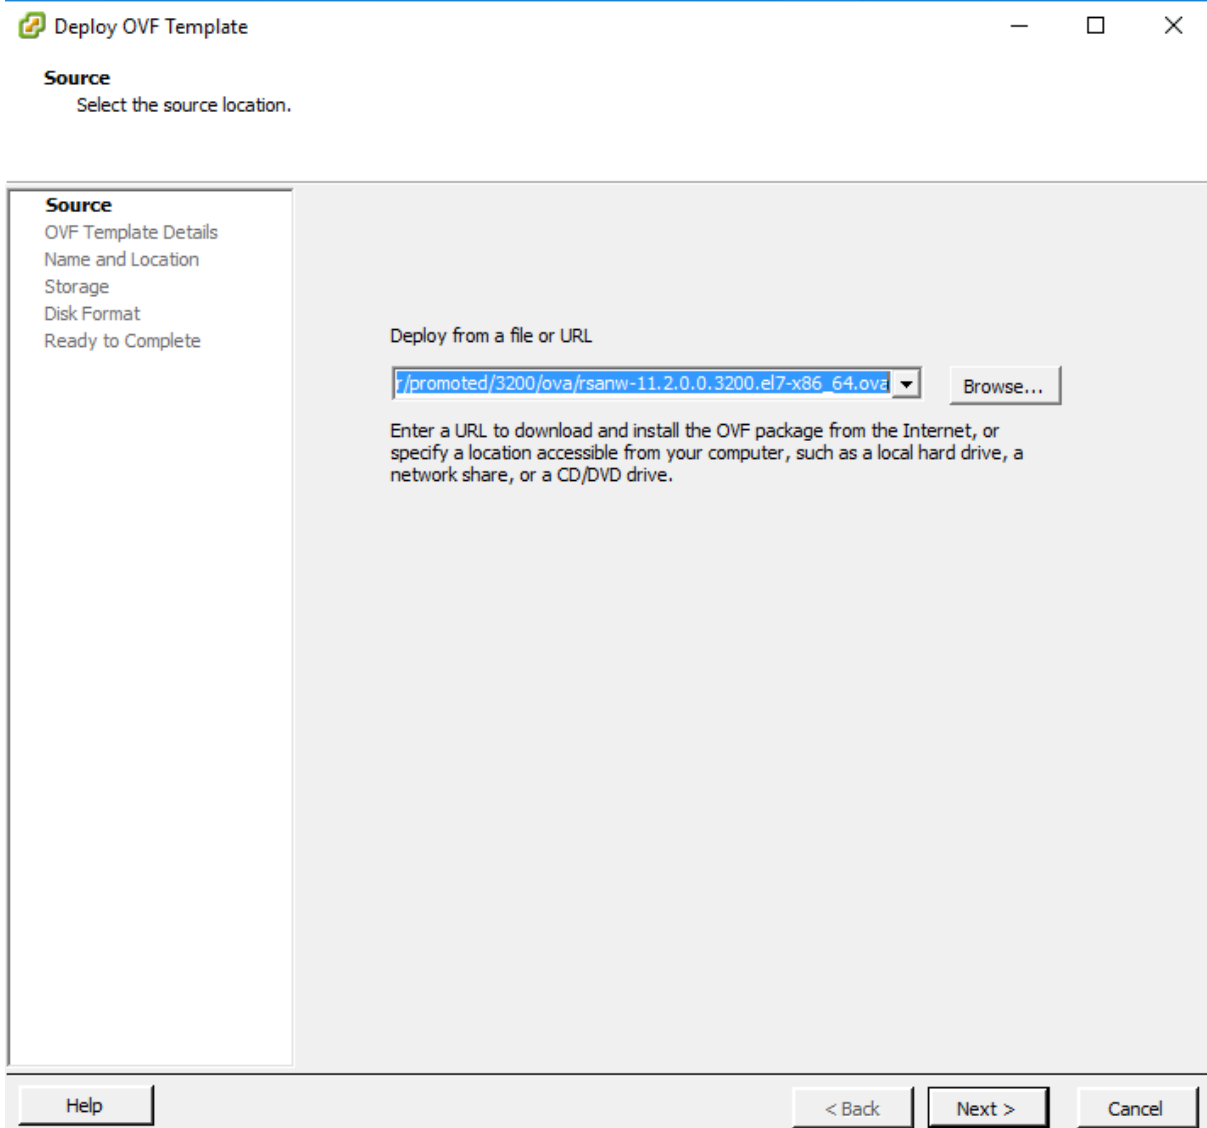 Deploy OVF Template
Source
Select the source location.
Source
OVF Template Details
Name and Location
Storage
Disk Format
Ready to Complete
Deploy from a file or URL
r/promoted/3200/ova/rsanw-11.2.0.0.3200.el7-x86_64.ova
Browse...
Enter a URL to download and install the OVF package from the Internet, or
specify a location accessible from your computer, such as a local hard drive, a
network share, or a CD/DVD drive.
Help
< Back
Next >
Cancel